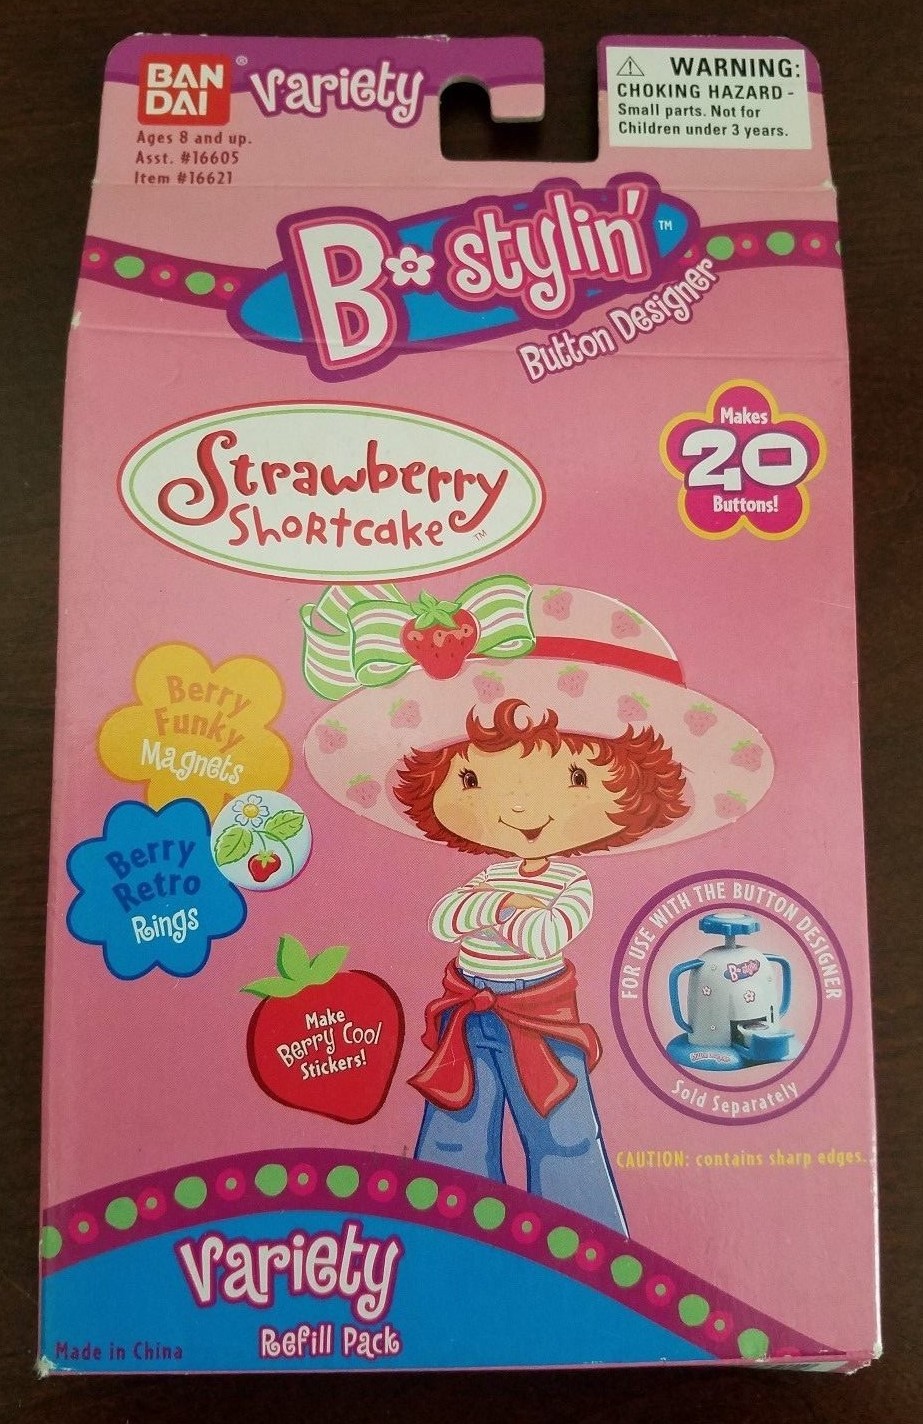 BAN
DAI
®
Variety
Ages 8 and up.
Asst. #16605
Item #16621
WARNING:
CHOKING HAZARD -
Small parts. Not for
Children under 3 years.
B stylin' ™
Button Designer
Strawberry
Shortcake ™
Makes
20
Buttons!
Berry
Funky
Magnets
Berry
Retro
Rings
Make
Berry Cool
Stickers!
FOR USE WITH THE BUTTON DESIGNER
B stylin'
Sold Separately
CAUTION: contains sharp edges.
Variety
Refill Pack
Made in China